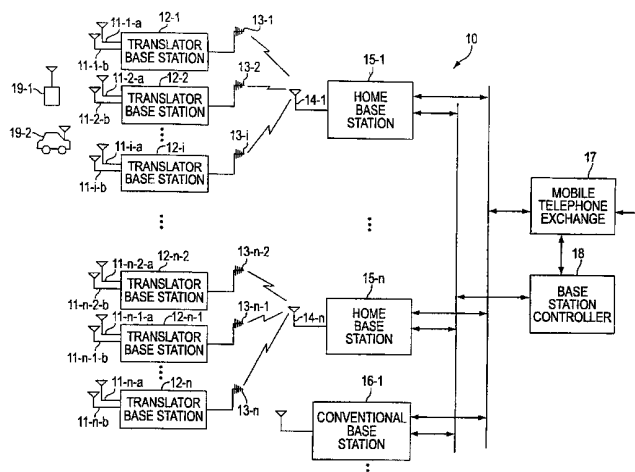 10
12-1
11-1-a
11-1-b
TRANSLATOR
BASE STATION
13-1
19-1
11-2-a
12-2
11-2-b
TRANSLATOR
BASE STATION
13-2
14-1
15-1
HOME
BASE
STATION
19-2
11-i-a
12-i
11-i-b
TRANSLATOR
BASE STATION
13-i
17
MOBILE
TELEPHONE
EXCHANGE
18
BASE
STATION
CONTROLLER
11-n-2-a
12-n-2
11-n-2-b
TRANSLATOR
BASE STATION
13-n-2
11-n-1-a
12-n-1
11-n-1-b
TRANSLATOR
BASE STATION
13-n-1
14-n
15-n
HOME
BASE
STATION
11-n-a
12-n
11-n-b
TRANSLATOR
BASE STATION
13-n
16-1
CONVENTIONAL
BASE
STATION